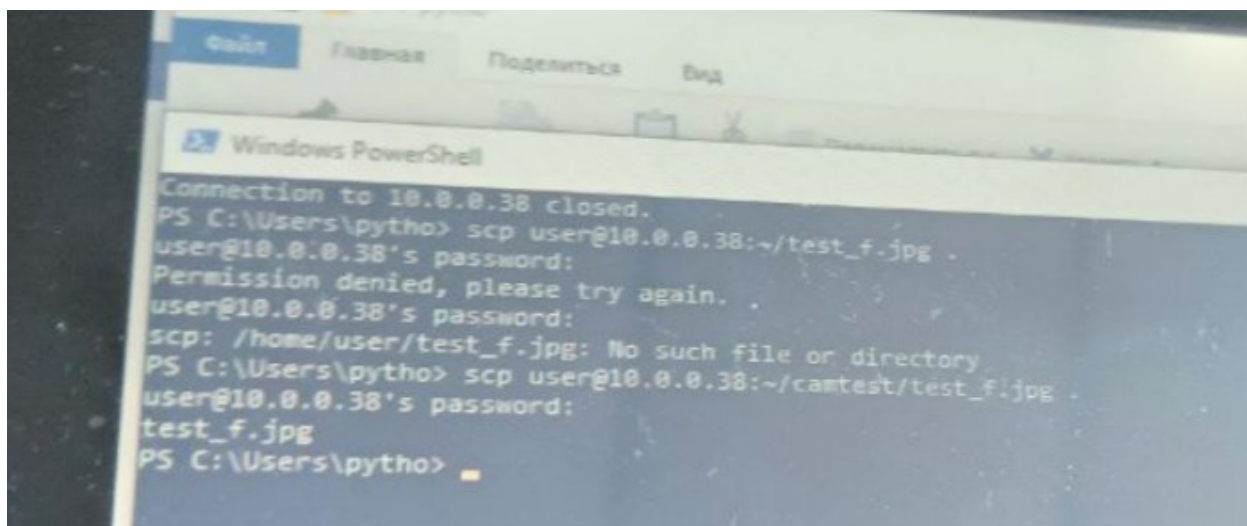 Файл Главная Поделиться Вид
Windows PowerShell
Connection to 10.0.0.38 closed.
PS C:\Users\pytho> scp user@10.0.0.38:~/test_f.jpg .
user@10.0.0.38's password:
Permission denied, please try again.
user@10.0.0.38's password:
scp: /home/user/test_f.jpg: No such file or directory
PS C:\Users\pytho> scp user@10.0.0.38:~/camtest/test_f.jpg .
user@10.0.0.38's password:
test_f.jpg
PS C:\Users\pytho>